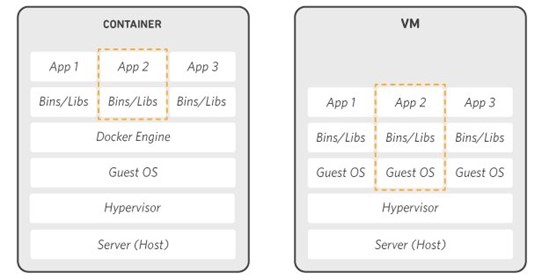 CONTAINER
App 1 App 2 App 3
Bins/Libs Bins/Libs Bins/Libs
Docker Engine
Guest OS
Hypervisor
Server (Host)
VM
App 1 App 2 App 3
Bins/Libs Bins/Libs Bins/Libs
Guest OS Guest OS Guest OS
Hypervisor
Server (Host)